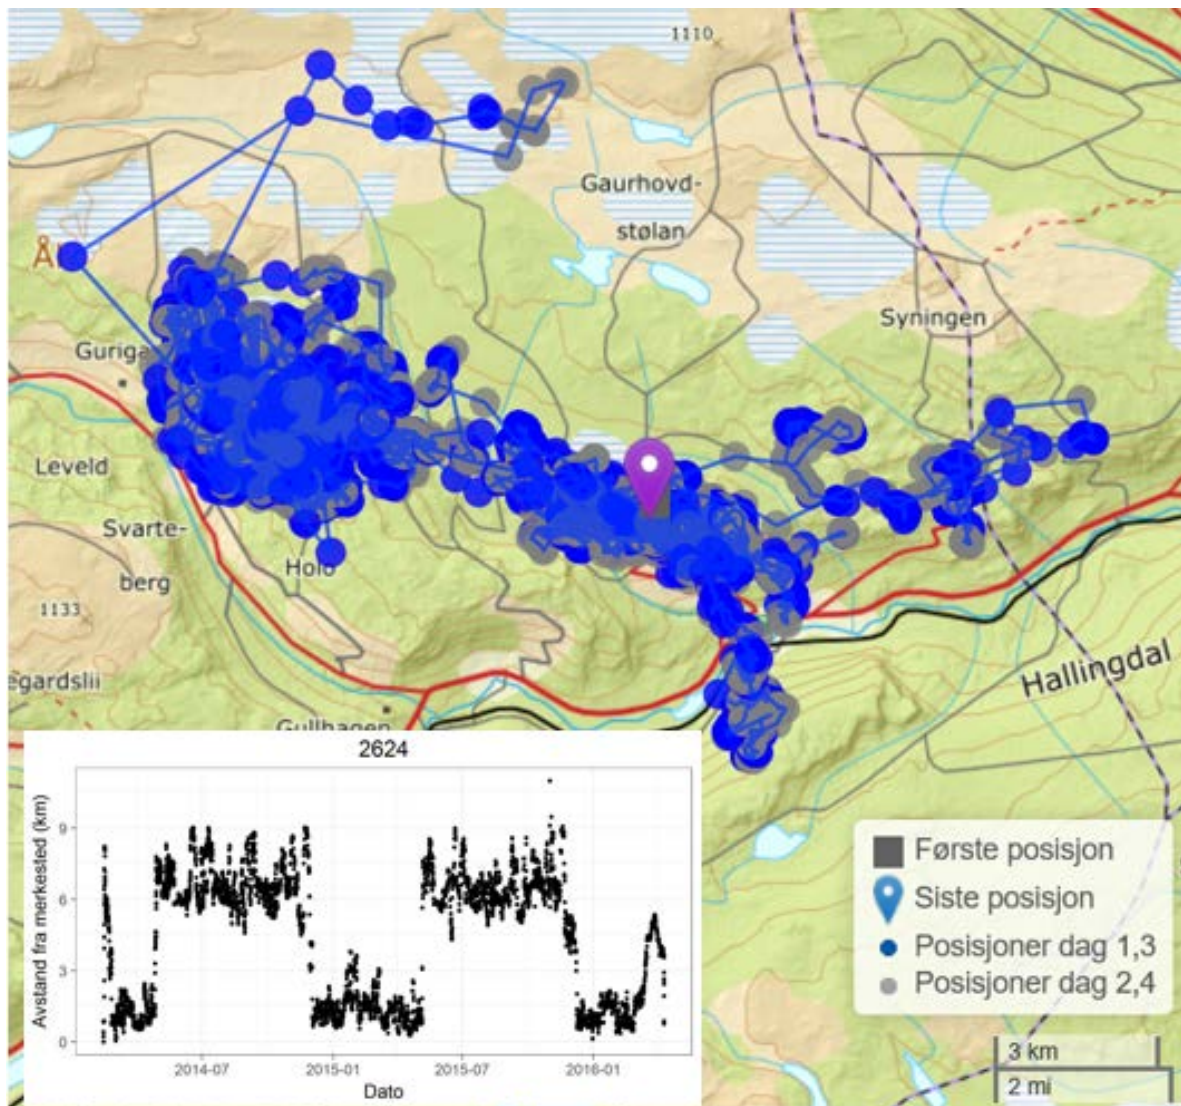 1110
Gaurhovd-
stølan
Å
Syningen
Guriga
Leveld
Svarte-
berg
Holo
1133
Hallingdal
egardslii
Gullhagen
2624
Avstand fra merkested (km)
9
6
3
0
2014-07
2015-01
2015-07
2016-01
Dato
Første posisjon
Siste posisjon
Posisjoner dag 1,3
Posisjoner dag 2,4
3 km
2 mi